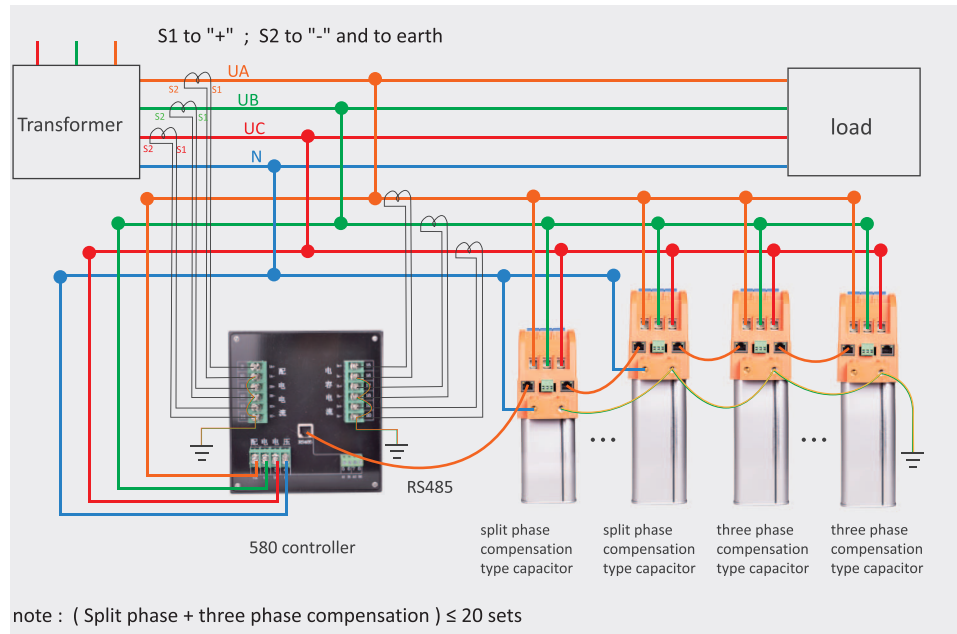 S1 to "+" ; S2 to "-" and to earth
UA
S2 S1
UB
S2 S1
Transformer
UC
S2 S1
N
load
配
电
电
流
电
容
电
流
配 电 电 压
RS485
RS485
580 controller
split phase
compensation
type capacitor
split phase
compensation
type capacitor
three phase
compensation
type capacitor
three phase
compensation
type capacitor
note : ( Split phase + three phase compensation ) ≤ 20 sets